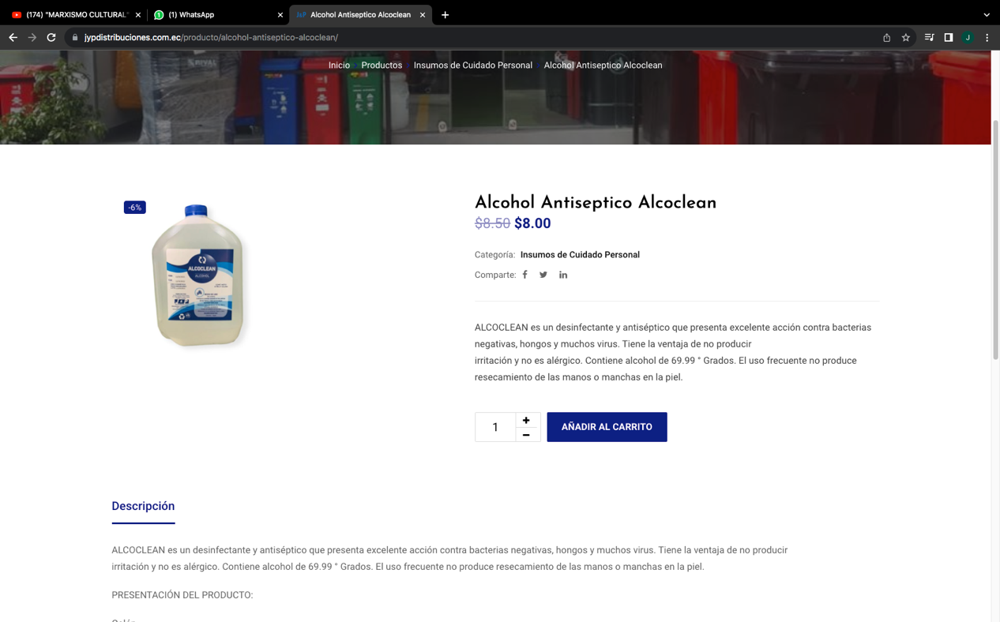 (174) "MARXISMO CULTURAL"
(1) WhatsApp
J&P Alcohol Antiseptico Alcoclean
jypdistribuciones.com.ec/producto/alcohol-antiseptico-alcoclean/
J
RIVAL
Inicio Productos Insumos de Cuidado Personal Alcohol Antiseptico Alcoclean
-6%
ALCOCLEAN
ALCOHOL
Alcohol Antiseptico Alcoclean
$8.50 $8.00
Categoría: Insumos de Cuidado Personal
Comparte:
ALCOCLEAN es un desinfectante y antiséptico que presenta excelente acción contra bacterias
negativas, hongos y muchos virus. Tiene la ventaja de no producir
irritación y no es alérgico. Contiene alcohol de 69.99 ° Grados. El uso frecuente no produce
resecamiento de las manos o manchas en la piel.
1 + −
AÑADIR AL CARRITO
Descripción
ALCOCLEAN es un desinfectante y antiséptico que presenta excelente acción contra bacterias negativas, hongos y muchos virus. Tiene la ventaja de no producir
irritación y no es alérgico. Contiene alcohol de 69.99 ° Grados. El uso frecuente no produce resecamiento de las manos o manchas en la piel.
PRESENTACIÓN DEL PRODUCTO: